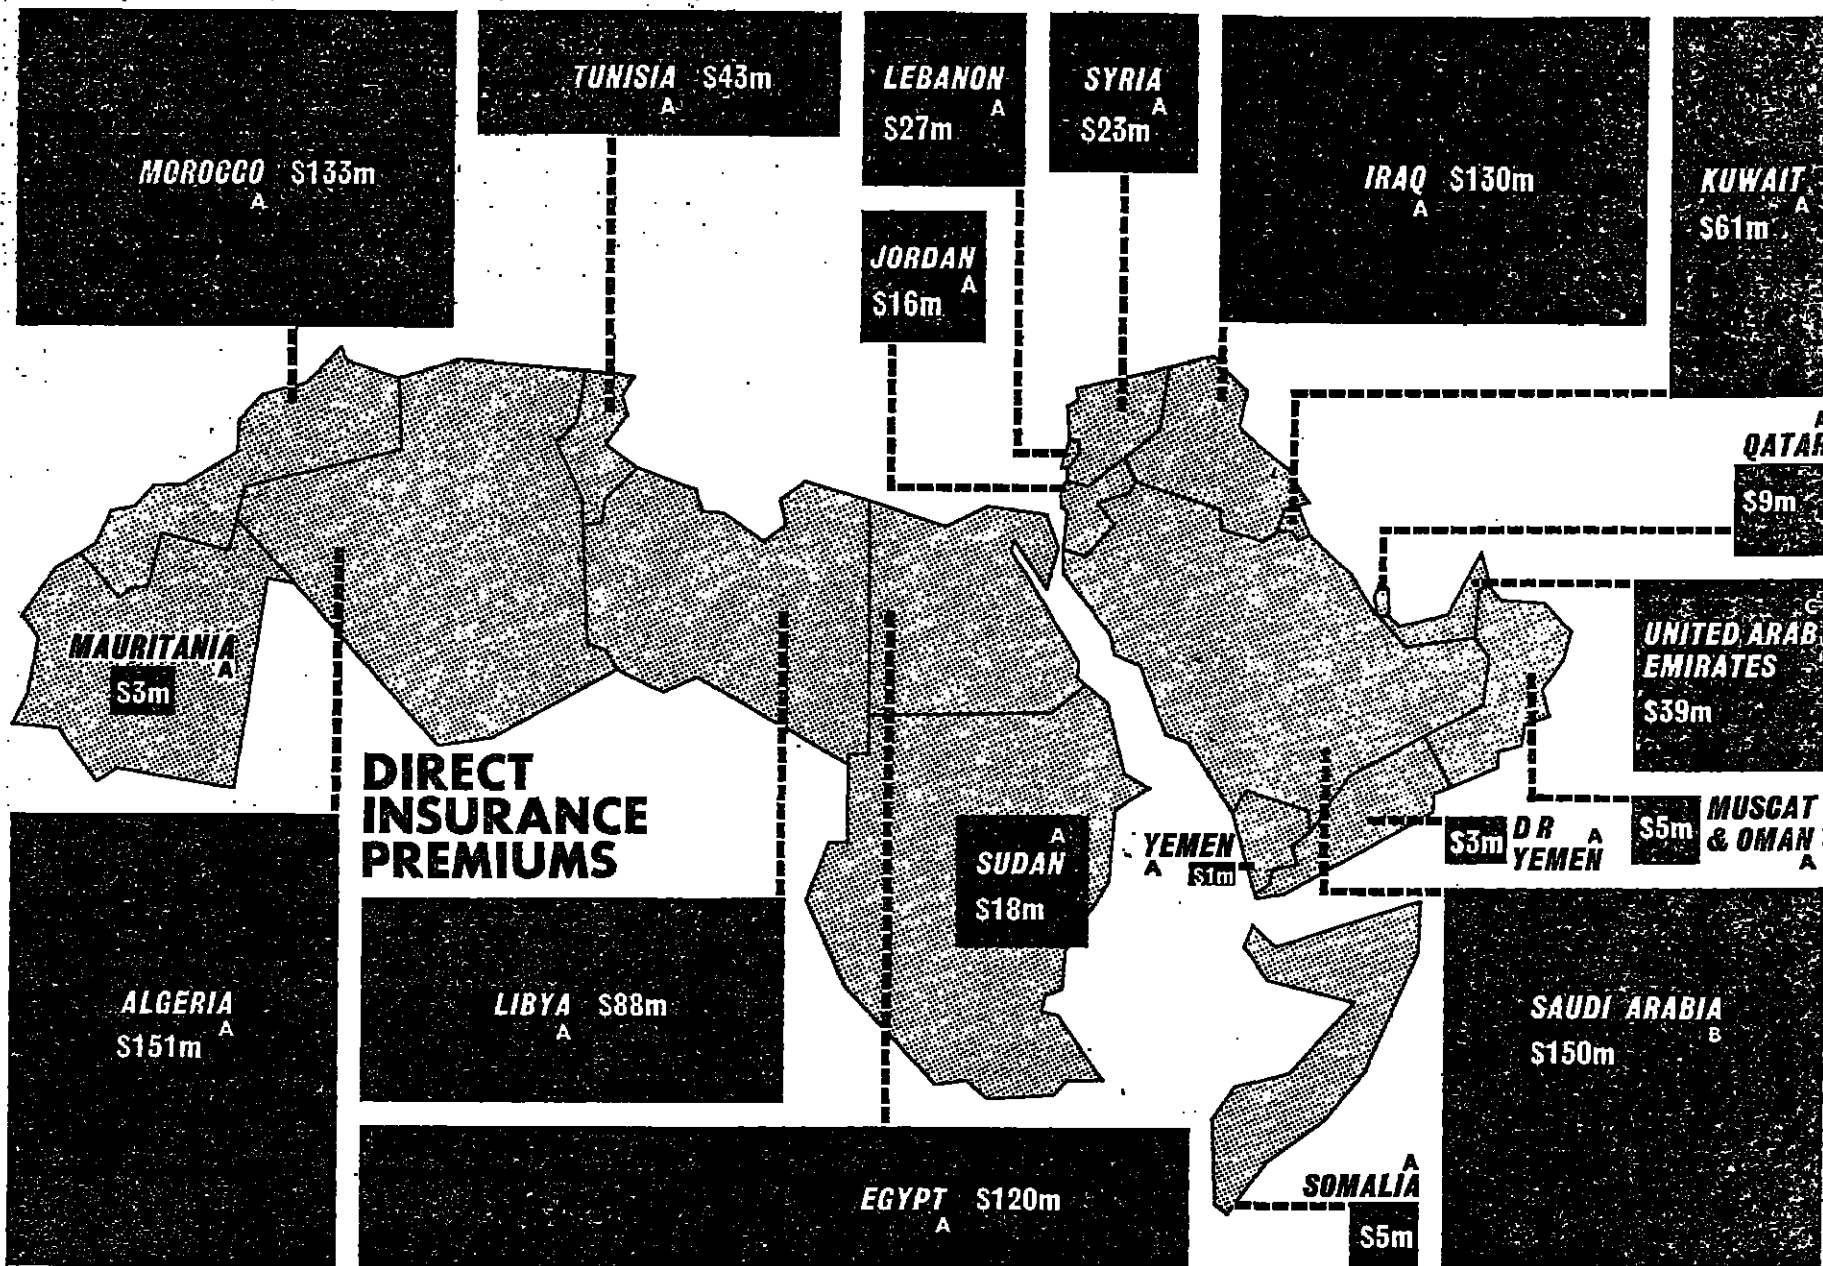 MOROCCO $133m
A
TUNISIA $43m
A
LEBANON
A
$27m
SYRIA
A
$23m
IRAQ $130m
A
KUWAIT
A
$61m
JORDAN
A
$16m
QATAR
$9m
MAURITANIA
A
$3m
UNITED ARAB
EMIRATES
$39m
DIRECT
INSURANCE
PREMIUMS
A
SUDAN
$18m
YEMEN
A
$1m
$3m
D R
A
YEMEN
$5m
MUSCAT
& OMAN
A
ALGERIA
A
$151m
LIBYA $88m
A
SAUDI ARABIA
B
$150m
EGYPT $120m
A
A
SOMALIA
$5m